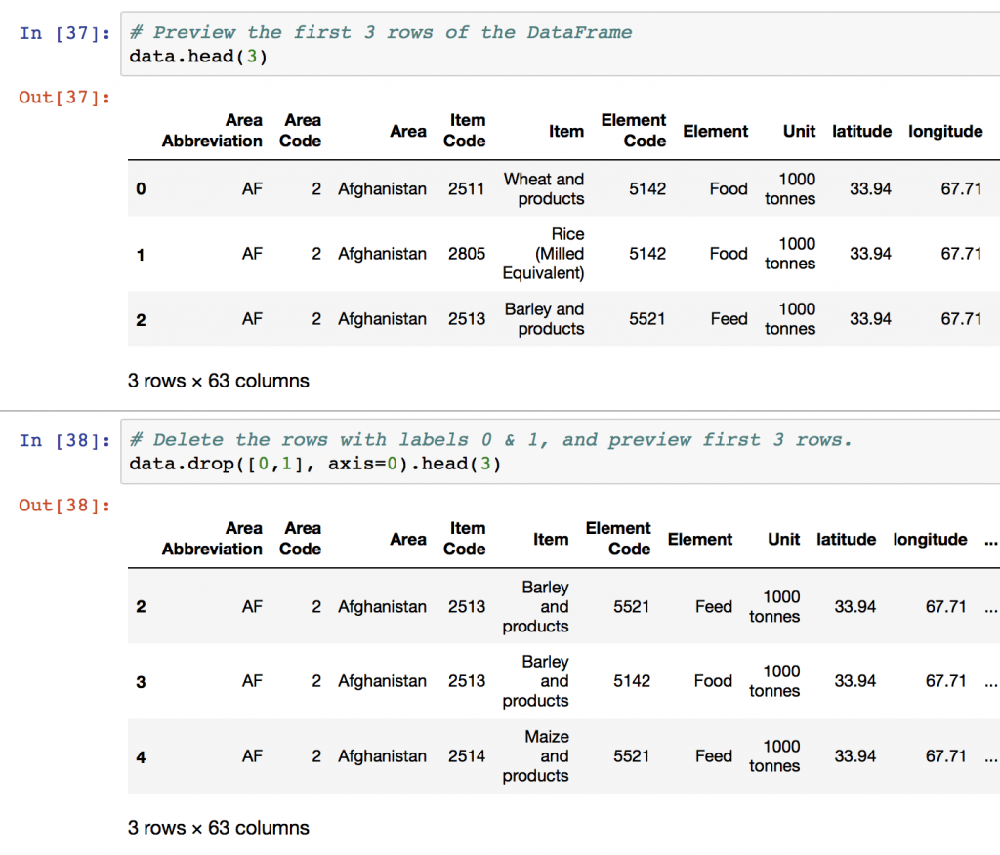 In [37]: # Preview the first 3 rows of the DataFrame
data.head(3)
Out[37]:
Area Abbreviation Area Code Area Item Code Item Element Code Element Unit latitude longitude
0 AF 2 Afghanistan 2511 Wheat and products 5142 Food 1000 tonnes 33.94 67.71
1 AF 2 Afghanistan 2805 Rice (Milled Equivalent) 5142 Food 1000 tonnes 33.94 67.71
2 AF 2 Afghanistan 2513 Barley and products 5521 Feed 1000 tonnes 33.94 67.71
3 rows × 63 columns
In [38]: # Delete the rows with labels 0 & 1, and preview first 3 rows.
data.drop([0,1], axis=0).head(3)
Out[38]:
Area Abbreviation Area Code Area Item Code Item Element Code Element Unit latitude longitude ...
2 AF 2 Afghanistan 2513 Barley and products 5521 Feed 1000 tonnes 33.94 67.71 ...
3 AF 2 Afghanistan 2513 Barley and products 5142 Food 1000 tonnes 33.94 67.71 ...
4 AF 2 Afghanistan 2514 Maize and products 5521 Feed 1000 tonnes 33.94 67.71 ...
3 rows × 63 columns